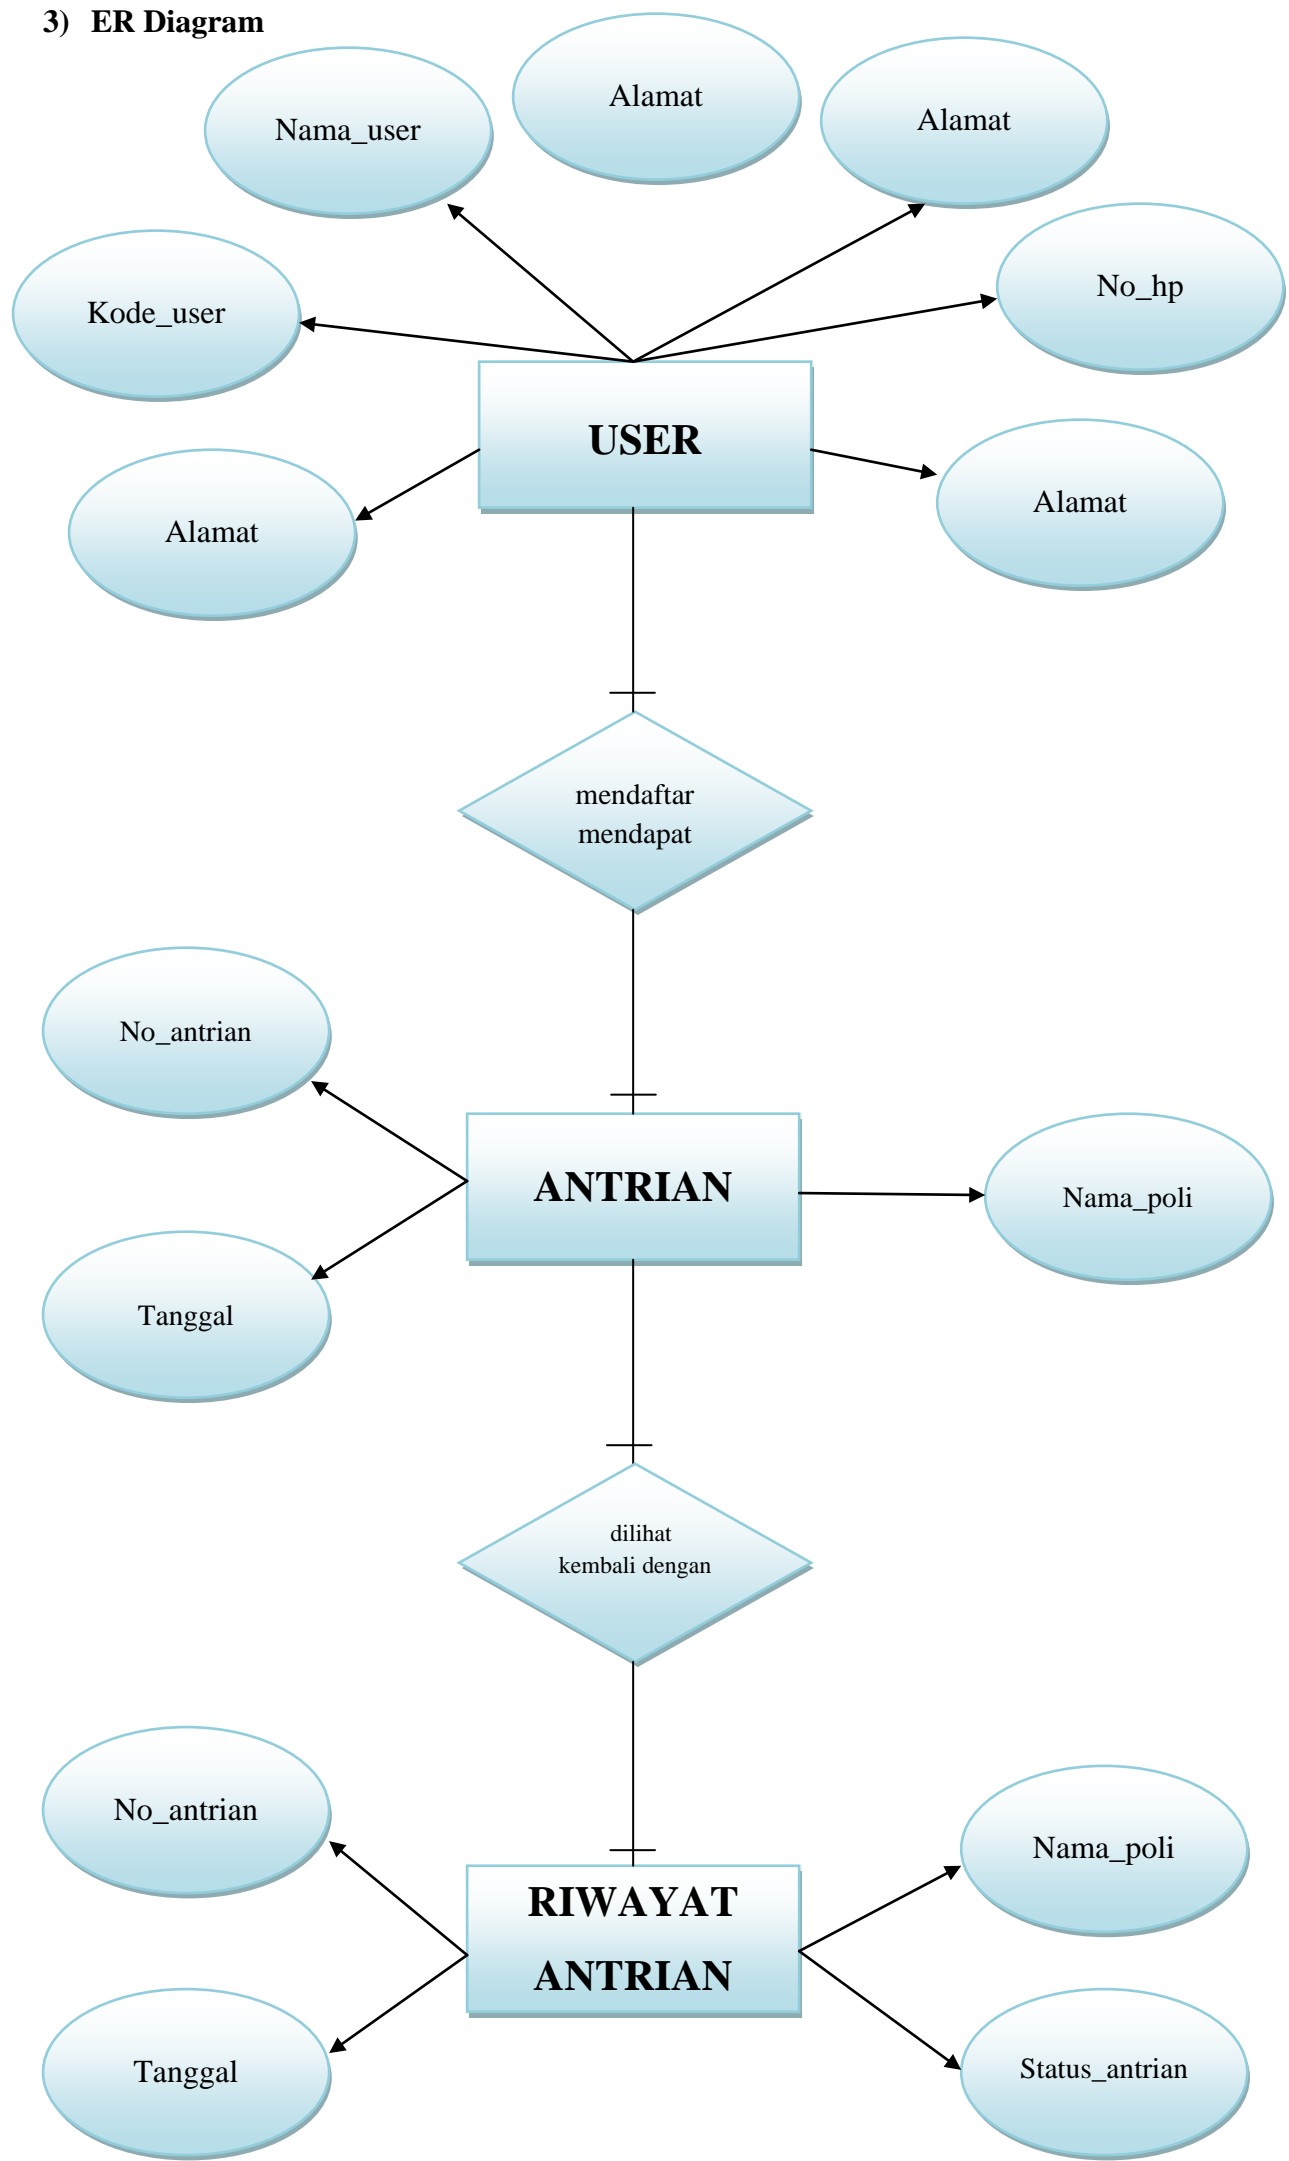 3) ER Diagram
Alamat
Nama_user
Alamat
No_hp
Kode_user
USER
Alamat
Alamat
mendaftar
mendapat
No_antrian
ANTRIAN
Nama_poli
Tanggal
dilihat
kembali dengan
No_antrian
Nama_poli
RIWAYAT
ANTRIAN
Tanggal
Status_antrian